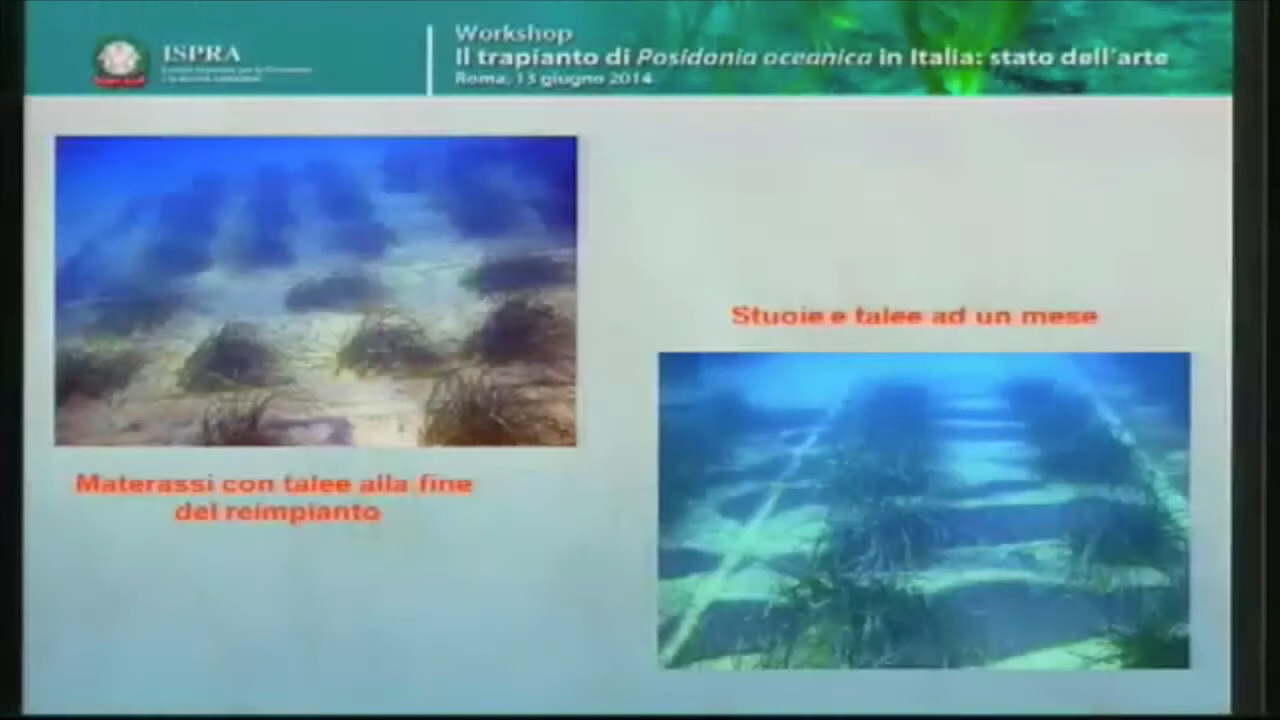 ISPRA
Workshop
Il trapianto di Posidonia oceanica in Italia: stato dell'arte
Roma, 13 giugno 2014
Stuoie e talee ad un mese
Materassi con talee alla fine
del reimpianto